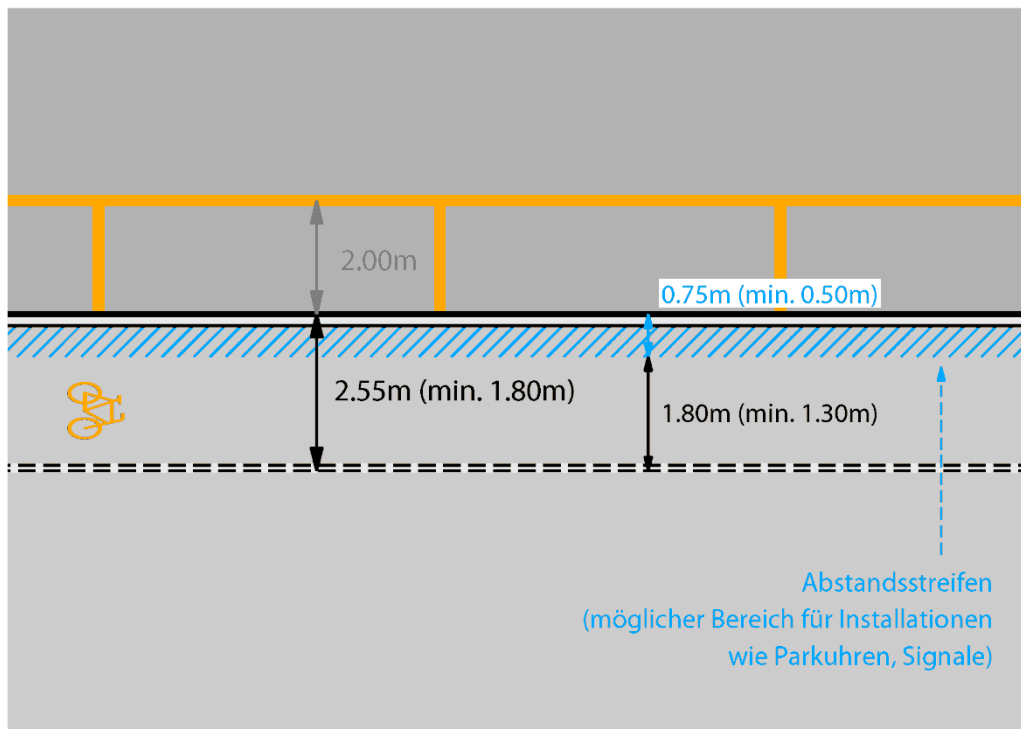 2.00m
0.75m (min. 0.50m)
2.55m (min. 1.80m)
1.80m (min. 1.30m)
Abstandsstreifen
(möglicher Bereich für Installationen
wie Parkuhren, Signale)